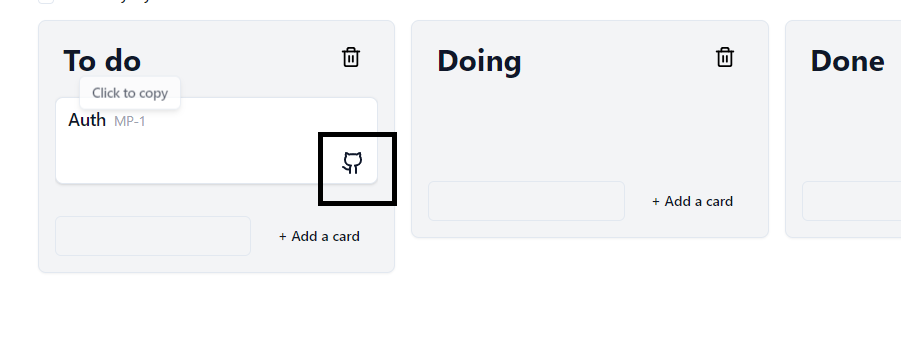 To do
Click to copy
Auth MP-1
+ Add a card
Doing
+ Add a card
Done